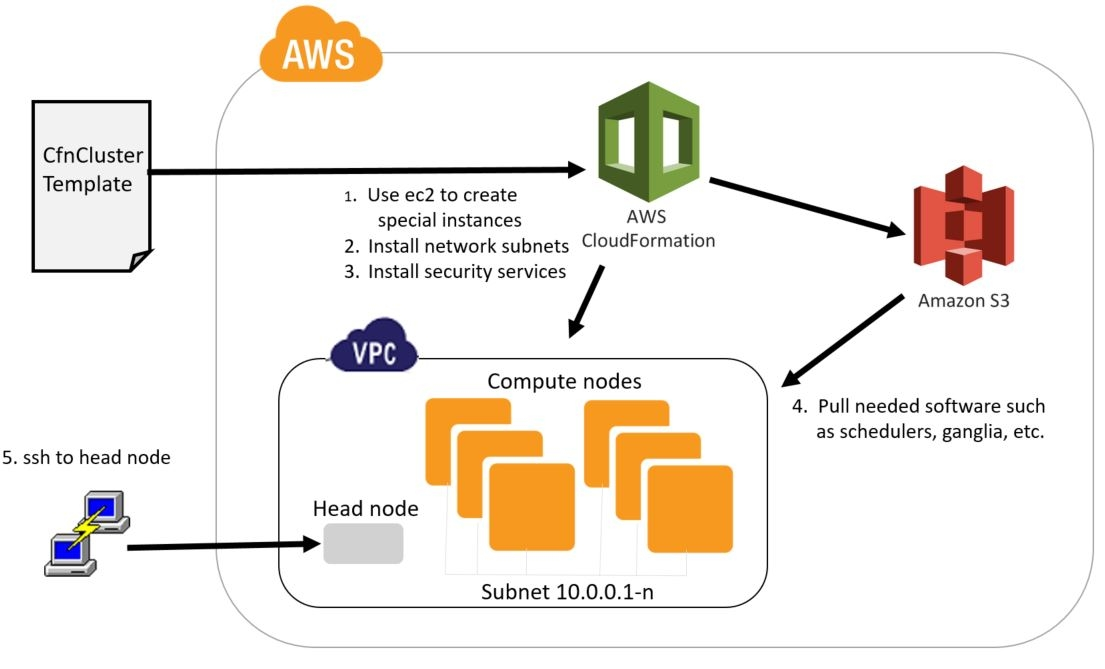 AWS
CfnCluster
Template
1. Use ec2 to create
special instances
2. Install network subnets
3. Install security services
AWS
CloudFormation
Amazon S3
VPC
Compute nodes
4. Pull needed software such
as schedulers, ganglia, etc.
5. ssh to head node
Head node
Subnet 10.0.0.1-n